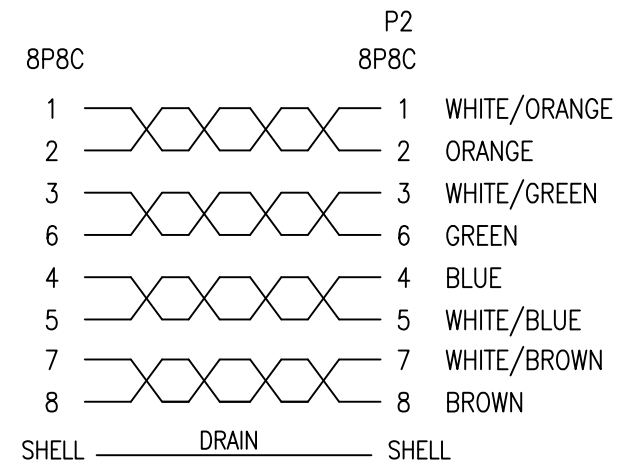 P2
8P8C 8P8C
1 1 WHITE/ORANGE
2 2 ORANGE
3 3 WHITE/GREEN
6 6 GREEN
4 4 BLUE
5 5 WHITE/BLUE
7 7 WHITE/BROWN
8 8 BROWN
SHELL DRAIN SHELL